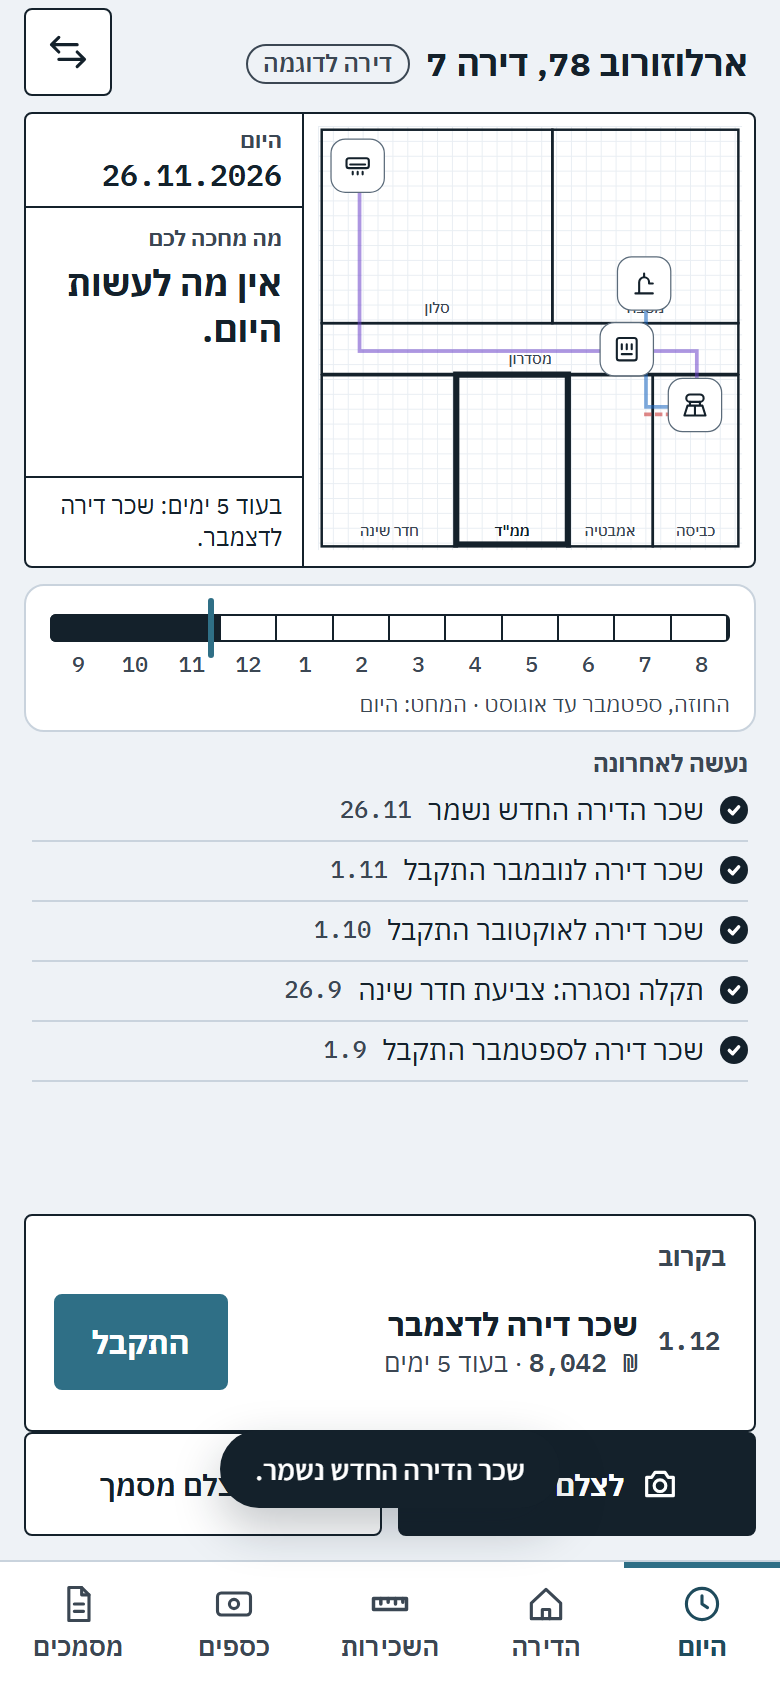 ארלוזורוב 78, דירה 7
דירה לדוגמה
סלון
מסדרון
חדר שינה
ממ"ד
אמבטיה
כביסה
היום
26.11.2026
מה מחכה לכם
אין מה לעשות
היום.
בעוד 5 ימים: שכר דירה
לדצמבר.
9 10 11 12 1 2 3 4 5 6 7 8
החוזה, ספטמבר עד אוגוסט · המחט: היום
נעשה לאחרונה
שכר הדירה החדש נשמר 26.11
שכר דירה לנובמבר התקבל 1.11
שכר דירה לאוקטובר התקבל 1.10
תקלה נסגרה: צביעת חדר שינה 26.9
שכר דירה לספטמבר התקבל 1.9
בקרוב
1.12
שכר דירה לדצמבר
₪ 8,042 · בעוד 5 ימים
התקבל
לצלם
שכר הדירה החדש נשמר.
מסמך
היום
הדירה
השכירות
כספים
מסמכים